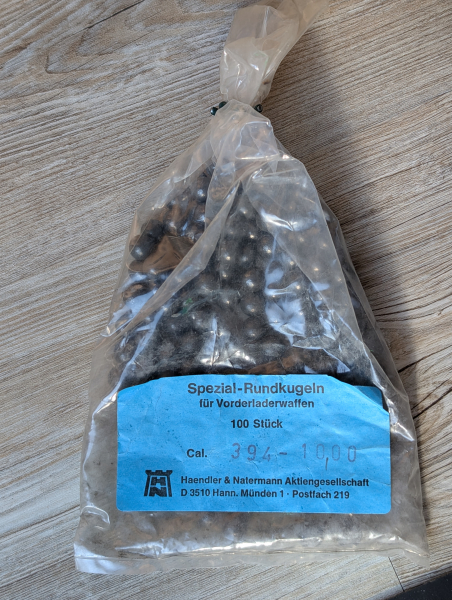 Spezial-Rundkugeln
für Vorderladerwaffen
100 Stück
Cal. 394-10,00
HN
Haendler & Natermann Aktiengesellschaft
D 3510 Hann. Münden 1 · Postfach 219